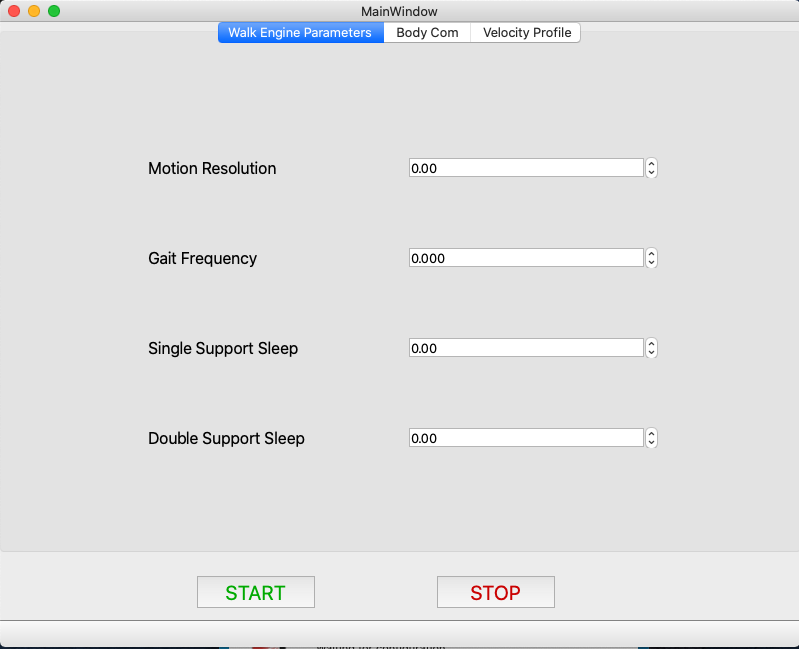 MainWindow
Walk Engine Parameters Body Com Velocity Profile
Motion Resolution 0.00
Gait Frequency 0.000
Single Support Sleep 0.00
Double Support Sleep 0.00
START STOP